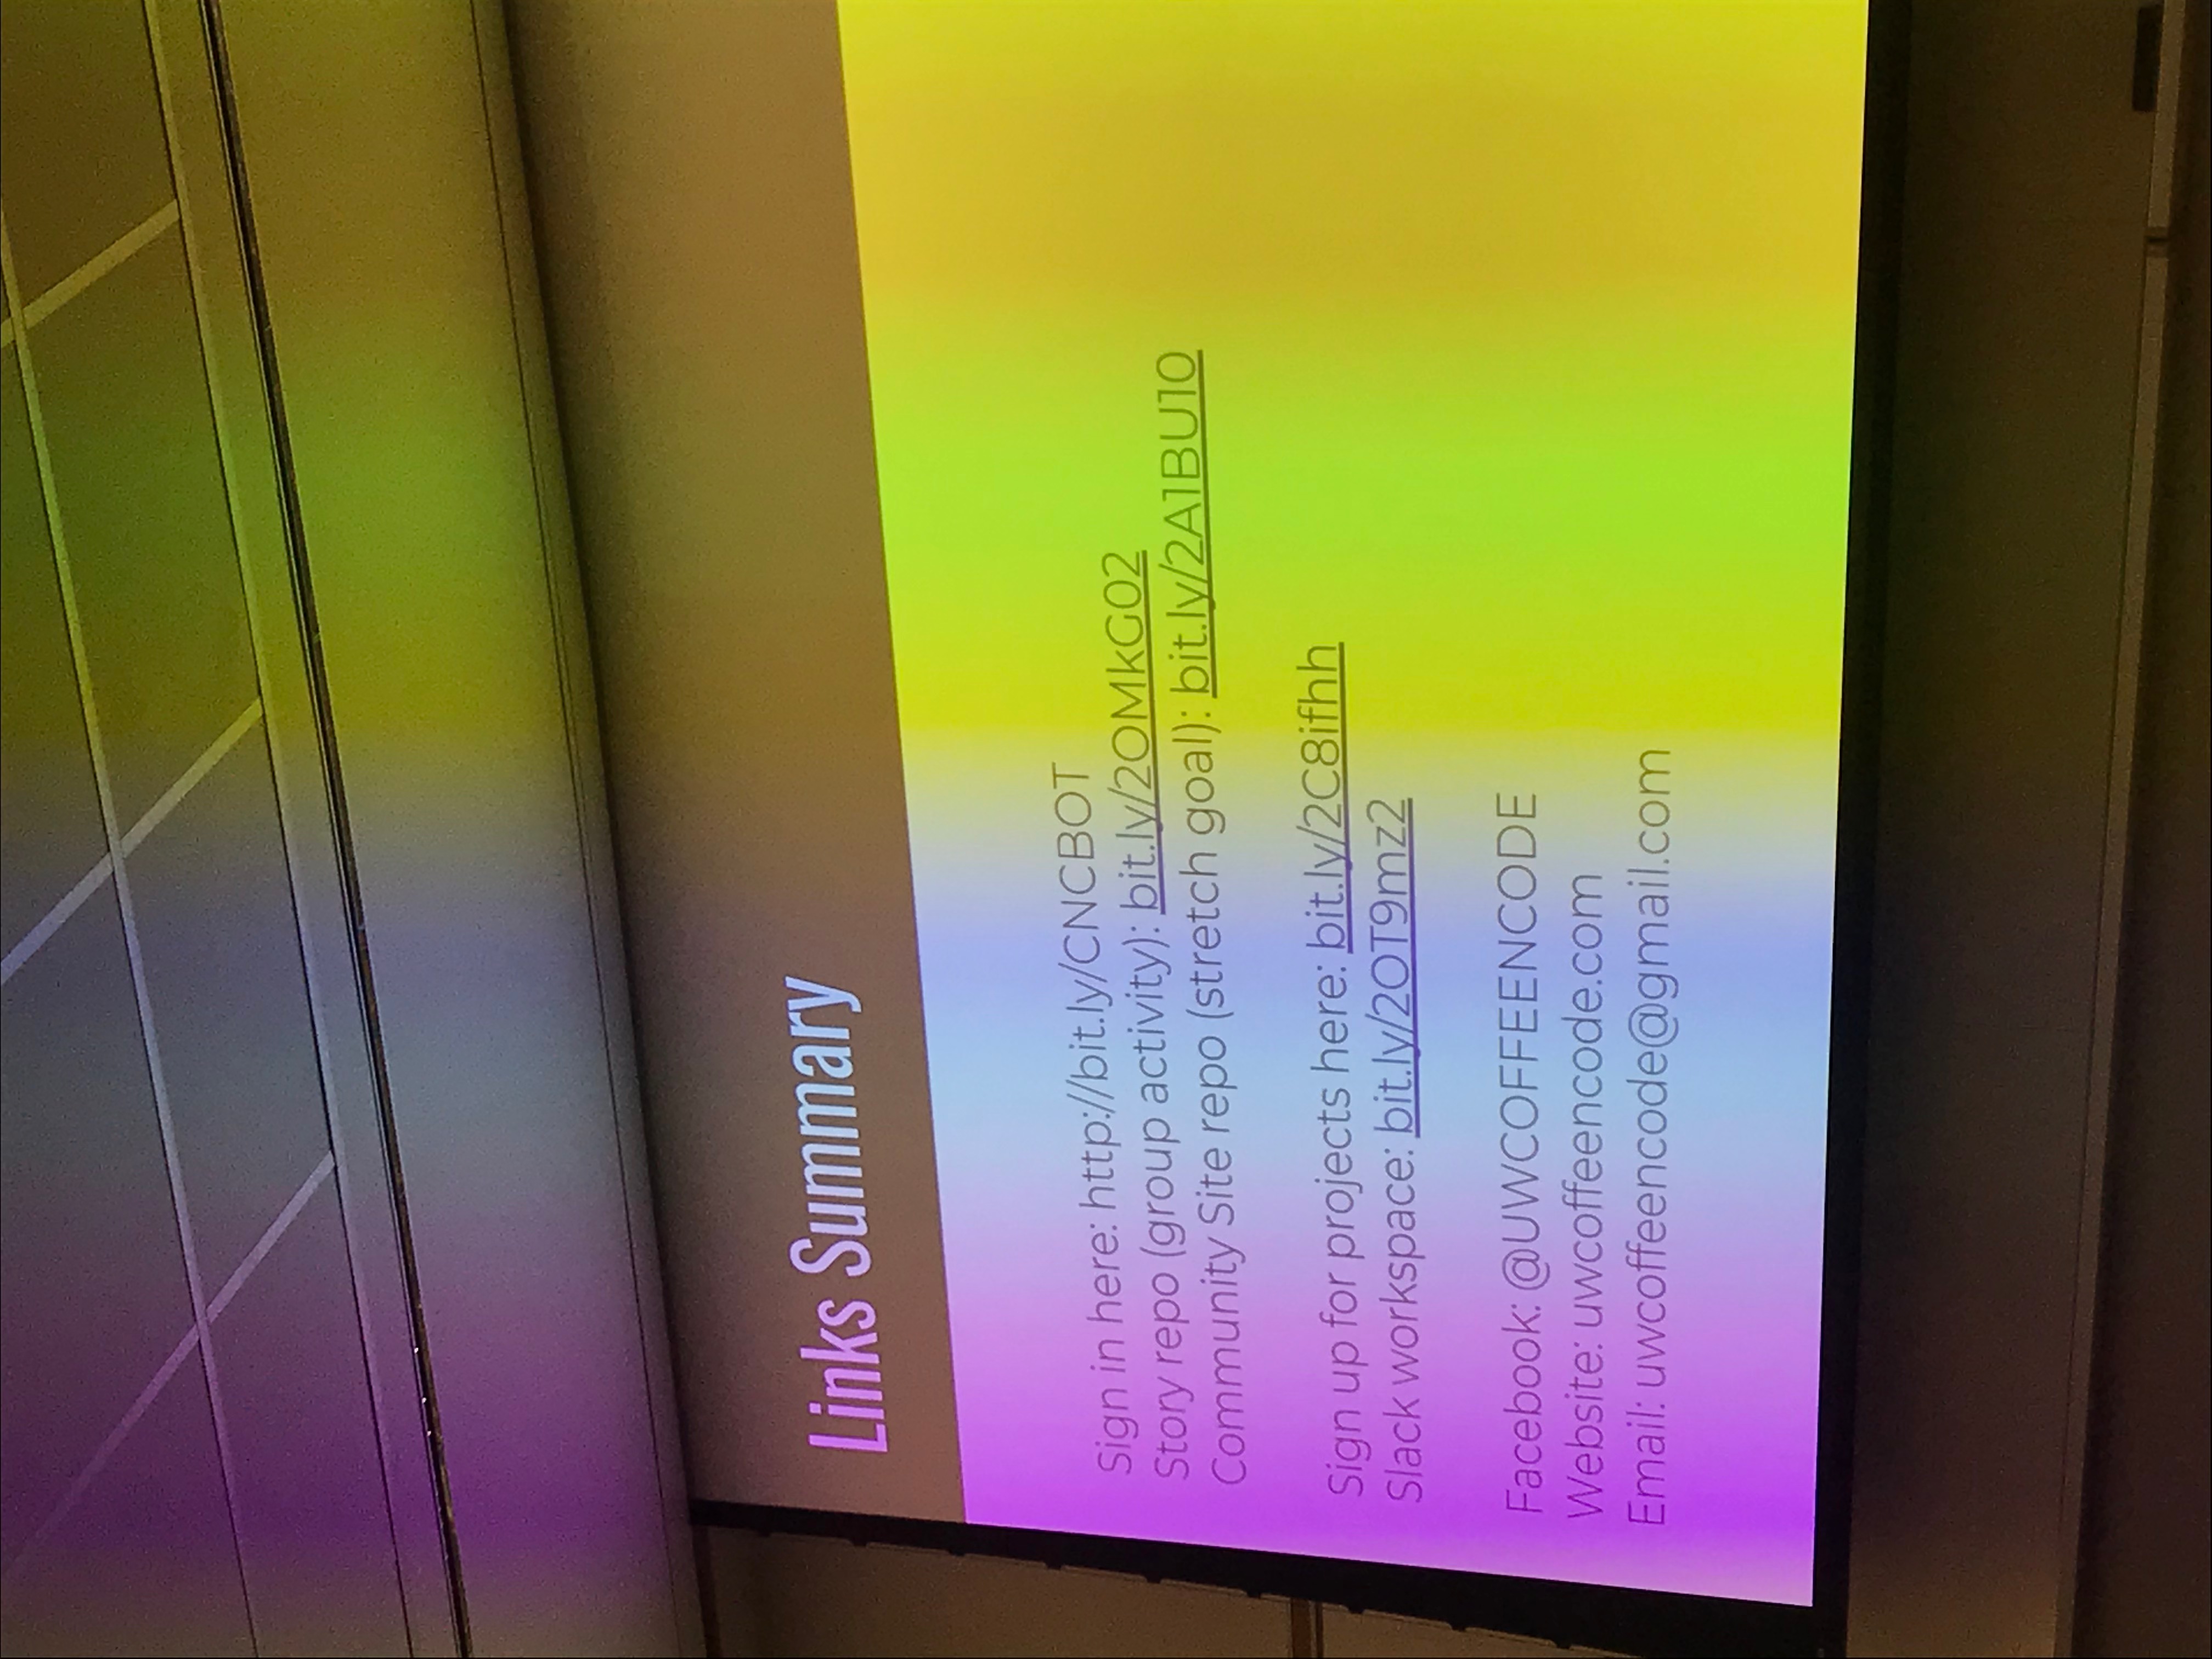 Links Summary
Sign in here: http://bit.ly/CNCBOT
Story repo (group activity): bit.ly/2OMkG02
Community Site repo (stretch goal): bit.ly/2A1BU10
Sign up for projects here: bit.ly/2C8ifhh
Slack workspace: bit.ly/2OT9mz2
Facebook: @UWCOFFEENCODE
Website: uwcoffeencode.com
Email: uwcoffeencode@gmail.com